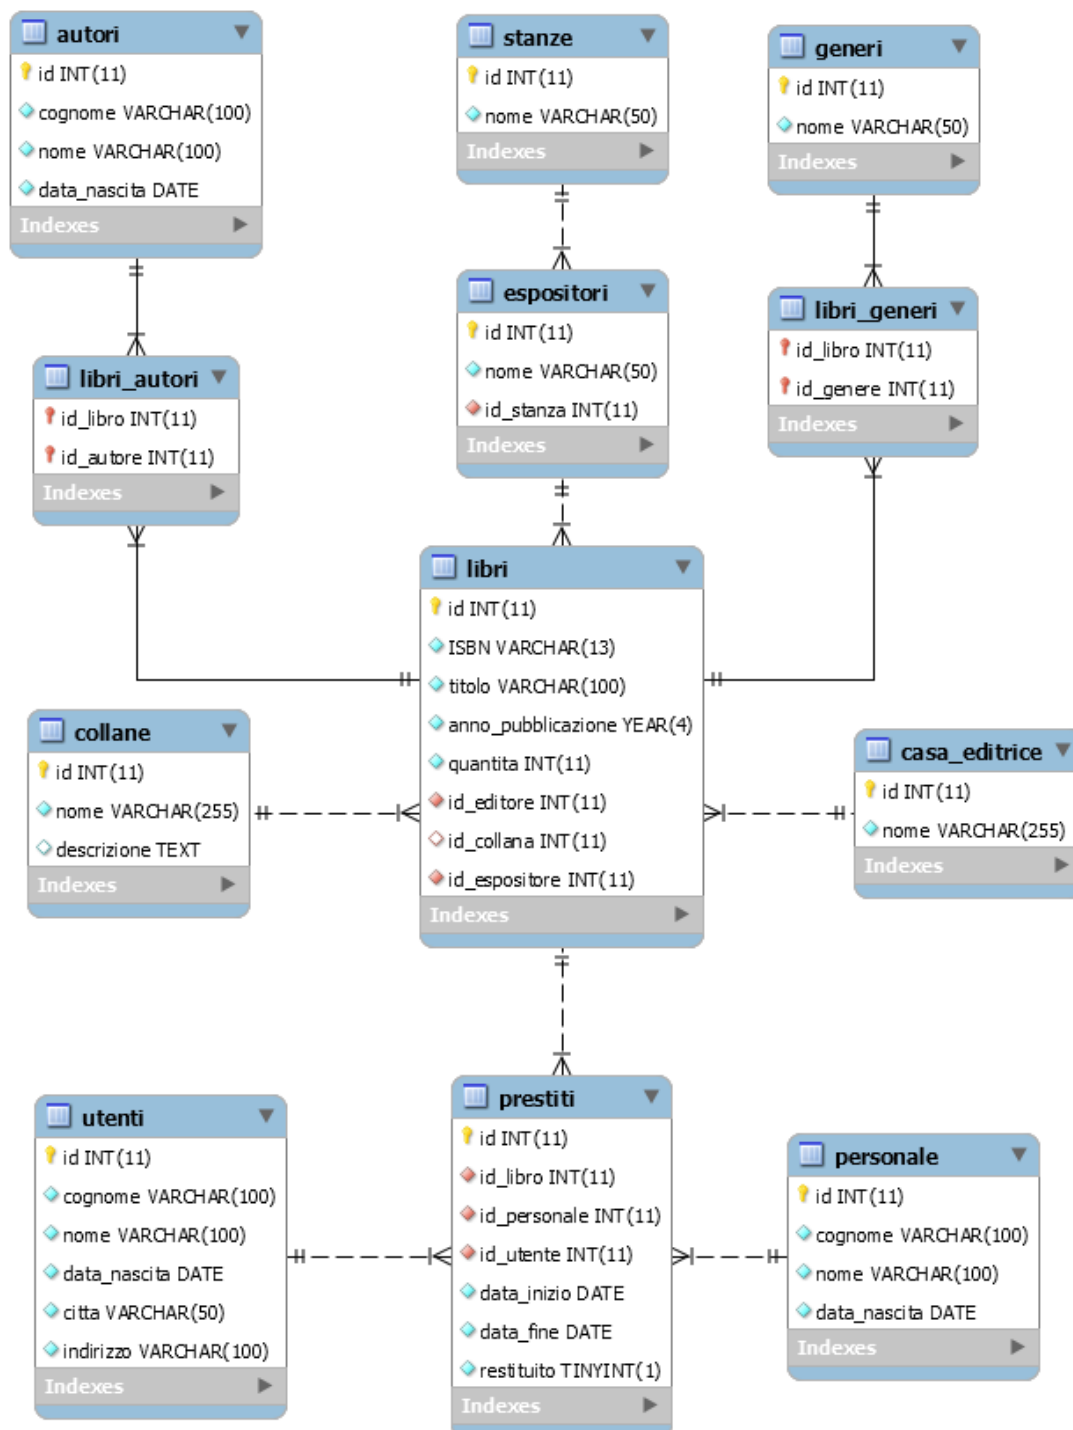 autori
id INT(11)
cognome VARCHAR(100)
nome VARCHAR(100)
data_nascita DATE
Indexes
stanze
id INT(11)
nome VARCHAR(50)
Indexes
generi
id INT(11)
nome VARCHAR(50)
Indexes
libri_autori
id_libro INT(11)
id_autore INT(11)
Indexes
espositori
id INT(11)
nome VARCHAR(50)
id_stanza INT(11)
Indexes
libri_generi
id_libro INT(11)
id_genere INT(11)
Indexes
libri
id INT(11)
ISBN VARCHAR(13)
titolo VARCHAR(100)
anno_pubblicazione YEAR(4)
quantita INT(11)
id_editore INT(11)
id_collana INT(11)
id_espositore INT(11)
Indexes
collane
id INT(11)
nome VARCHAR(255)
descrizione TEXT
Indexes
casa_editrice
id INT(11)
nome VARCHAR(255)
Indexes
utenti
id INT(11)
cognome VARCHAR(100)
nome VARCHAR(100)
data_nascita DATE
citta VARCHAR(50)
indirizzo VARCHAR(100)
Indexes
prestiti
id INT(11)
id_libro INT(11)
id_personale INT(11)
id_utente INT(11)
data_inizio DATE
data_fine DATE
restituito TINYINT(1)
Indexes
personale
id INT(11)
cognome VARCHAR(100)
nome VARCHAR(100)
data_nascita DATE
Indexes